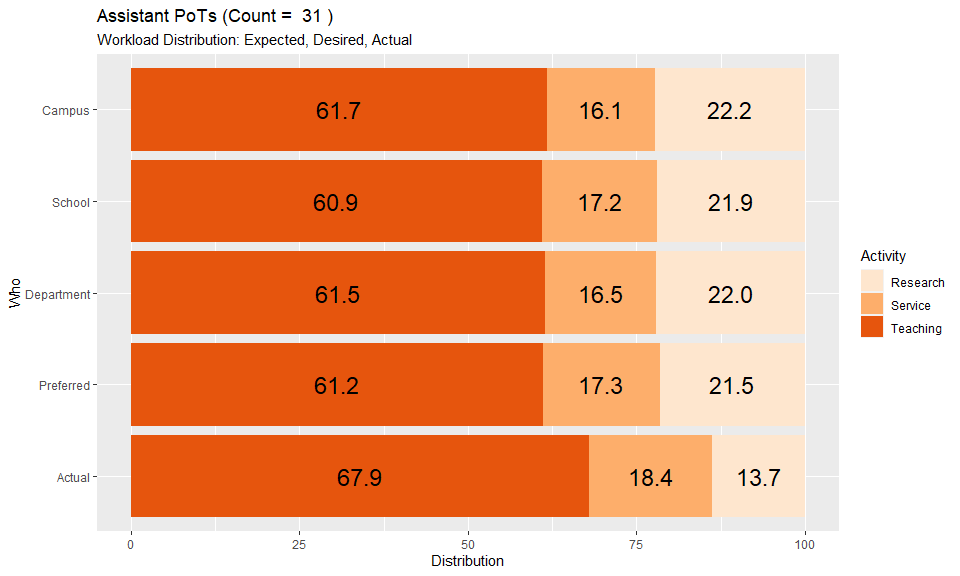 Assistant PoTs (Count =  31 )
Workload Distribution: Expected, Desired, Actual
Who
Campus 61.7 16.1 22.2
School 60.9 17.2 21.9
Department 61.5 16.5 22.0
Preferred 61.2 17.3 21.5
Actual 67.9 18.4 13.7
0 25 50 75 100
Distribution
Activity
Research
Service
Teaching